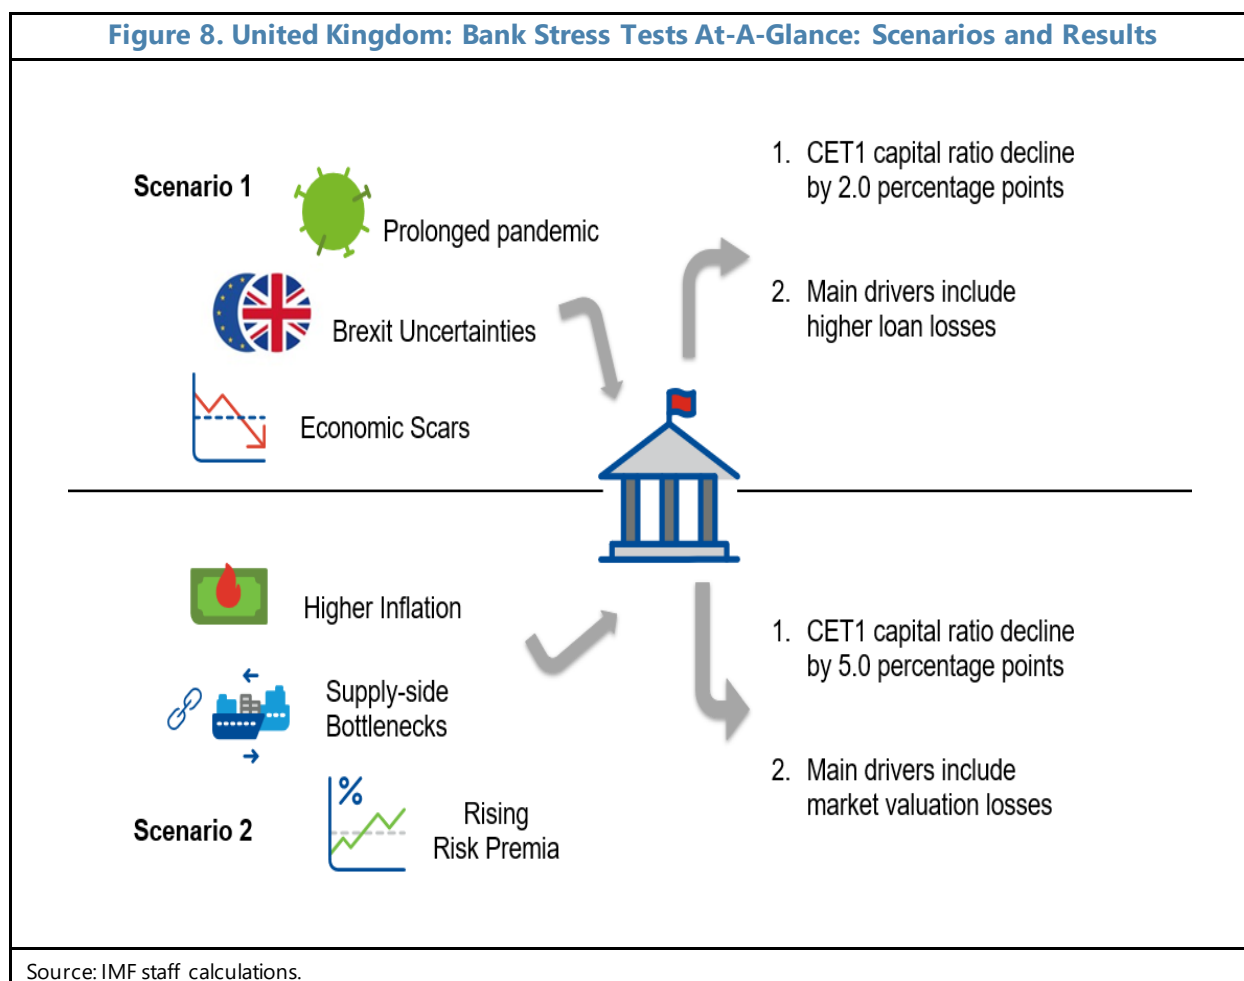 Figure 8. United Kingdom: Bank Stress Tests At-A-Glance: Scenarios and Results
Scenario 1
Prolonged pandemic
Brexit Uncertainties
Economic Scars
1. CET1 capital ratio decline
by 2.0 percentage points
2. Main drivers include
higher loan losses
Higher Inflation
Supply-side
Bottlenecks
%
Rising
Risk Premia
Scenario 2
1. CET1 capital ratio decline
by 5.0 percentage points
2. Main drivers include
market valuation losses
Source: IMF staff calculations.